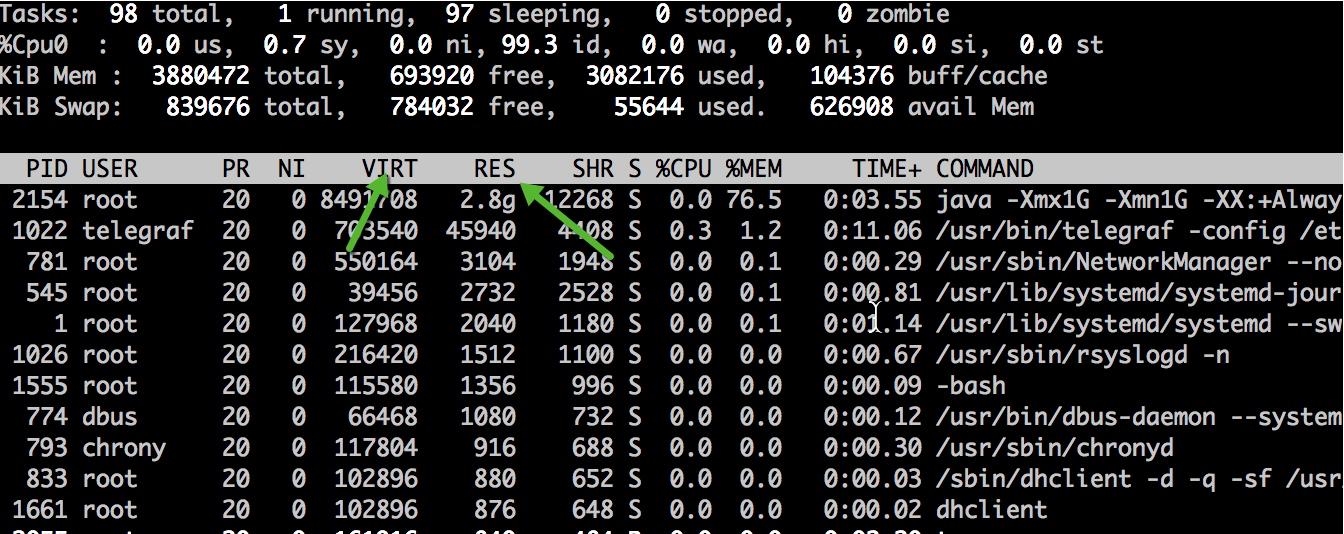 Tasks:  98 total,   1 running,  97 sleeping,   0 stopped,   0 zombie
%Cpu0  :  0.0 us,  0.7 sy,  0.0 ni, 99.3 id,  0.0 wa,  0.0 hi,  0.0 si,  0.0 st
KiB Mem :  3880472 total,   693920 free,  3082176 used,   104376 buff/cache
KiB Swap:   839676 total,   784032 free,    55644 used.   626908 avail Mem
PID USER      PR  NI    VIRT    RES    SHR S %CPU %MEM     TIME+ COMMAND
2154 root      20   0 8491708   2.8g  12268 S  0.0 76.5   0:03.55 java -Xmx1G -Xmn1G -XX:+Alway
1022 telegraf  20   0  703540  45940   4408 S  0.3  1.2   0:11.06 /usr/bin/telegraf -config /et
781 root      20   0  550164   3104   1948 S  0.0  0.1   0:00.29 /usr/sbin/NetworkManager --no
545 root      20   0   39456   2732   2528 S  0.0  0.1   0:00.81 /usr/lib/systemd/systemd-jour
1 root      20   0  127968   2040   1180 S  0.0  0.1   0:01.14 /usr/lib/systemd/systemd --sw
1026 root      20   0  216420   1512   1100 S  0.0  0.0   0:00.67 /usr/sbin/rsyslogd -n
1555 root      20   0  115580   1356    996 S  0.0  0.0   0:00.09 -bash
774 dbus      20   0   66468   1080    732 S  0.0  0.0   0:00.12 /usr/bin/dbus-daemon --system
793 chrony    20   0  117804    916    688 S  0.0  0.0   0:00.30 /usr/sbin/chronyd
833 root      20   0  102896    880    652 S  0.0  0.0   0:00.03 /sbin/dhclient -d -q -sf /usr
1661 root      20   0  102896    876    648 S  0.0  0.0   0:00.02 dhclient